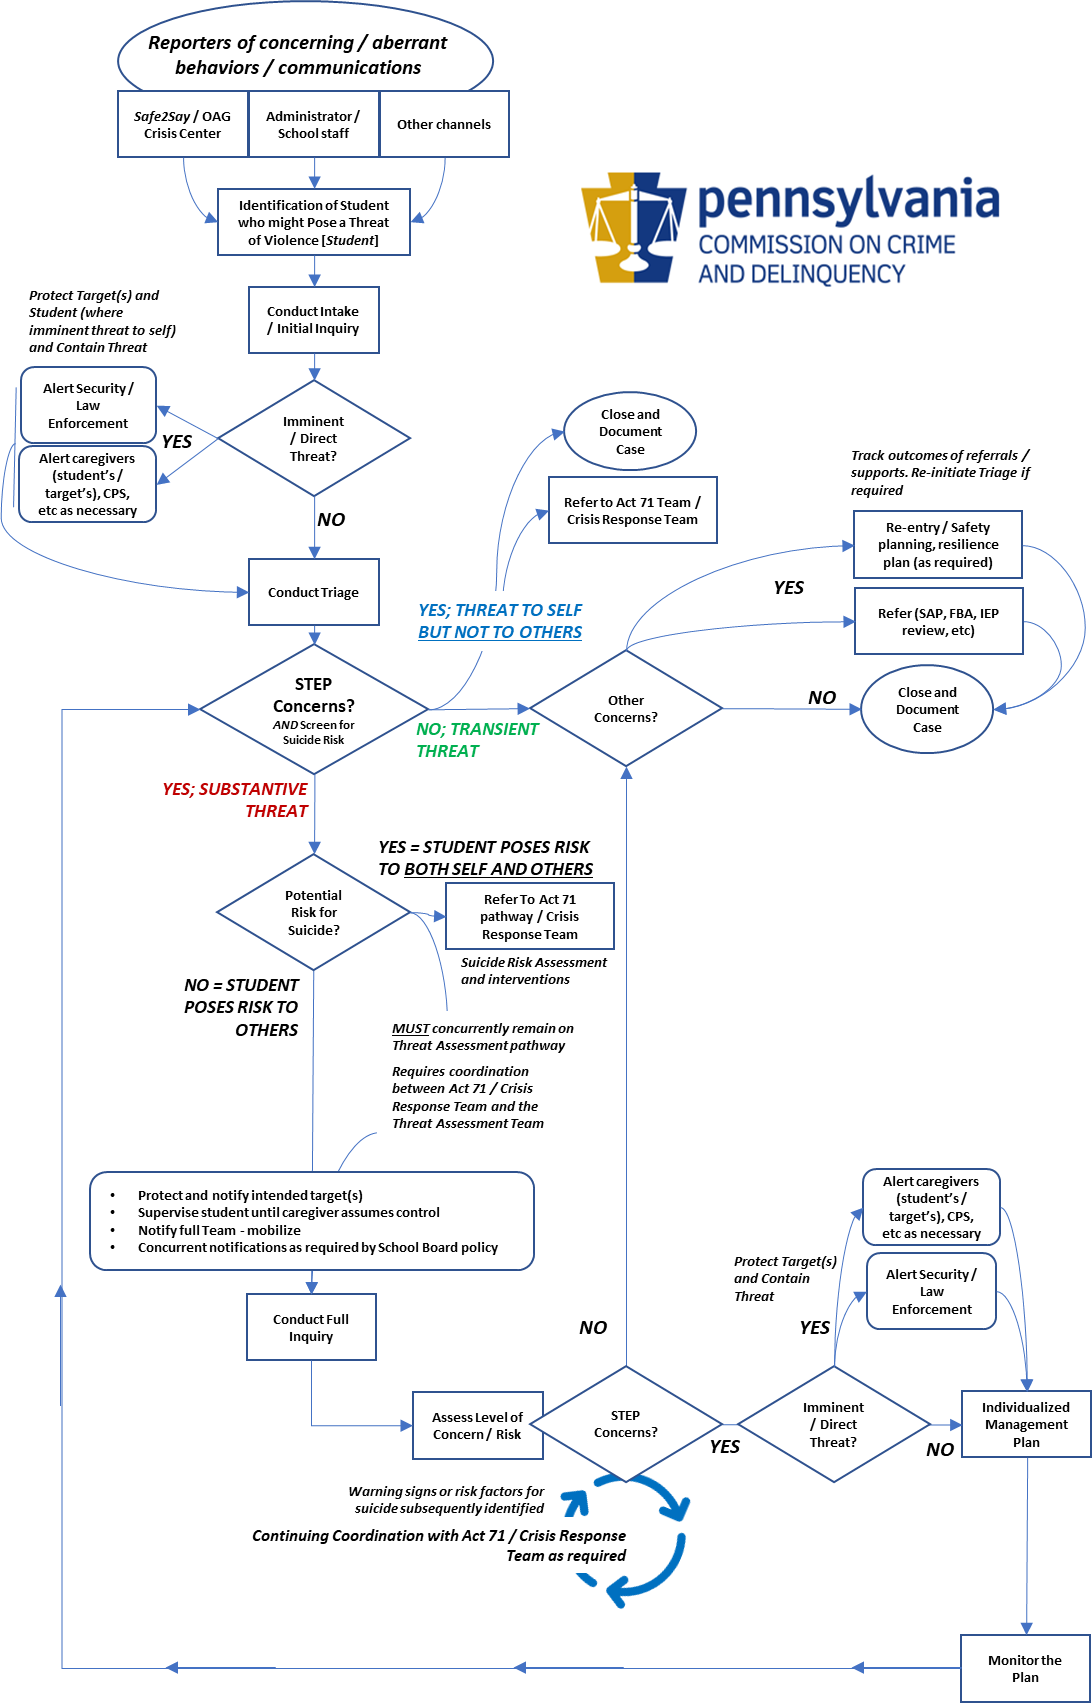 Reporters of concerning / aberrant
behaviors / communications
Safe2Say / OAG
Crisis Center
Administrator /
School staff
Other channels
Identification of Student
who might Pose a Threat
of Violence [Student]
pennsylvania
COMMISSION ON CRIME
AND DELINQUENCY
Conduct Intake
/ Initial Inquiry
Protect Target(s) and
Student (where
imminent threat to self)
and Contain Threat
Alert Security /
Law
Enforcement
YES
Alert caregivers
(student's /
target's), CPS,
etc as necessary
Imminent
/ Direct
Threat?
NO
Conduct Triage
Close and
Document
Case
Refer to Act 71 Team /
Crisis Response Team
YES; THREAT TO SELF
BUT NOT TO OTHERS
Track outcomes of referrals /
supports. Re-initiate Triage if
required
Re-entry / Safety
planning, resilience
plan (as required)
YES
Refer (SAP, FBA, IEP
review, etc)
STEP
Concerns?
AND Screen for
Suicide Risk
NO; TRANSIENT
THREAT
Other
Concerns?
NO
Close and
Document
Case
YES; SUBSTANTIVE
THREAT
YES = STUDENT POSES RISK
TO BOTH SELF AND OTHERS
Potential
Risk for
Suicide?
Refer To Act 71
pathway / Crisis
Response Team
Suicide Risk Assessment
and interventions
NO = STUDENT
POSES RISK TO
OTHERS
MUST concurrently remain on
Threat Assessment pathway
Requires coordination
between Act 71 / Crisis
Response Team and the
Threat Assessment Team
• Protect and notify intended target(s)
• Supervise student until caregiver assumes control
• Notify full Team - mobilize
• Concurrent notifications as required by School Board policy
Conduct Full
Inquiry
Assess Level of
Concern / Risk
NO
STEP
Concerns?
YES
Protect Target(s)
and Contain
Threat
YES
Alert caregivers
(student's /
target's), CPS,
etc as necessary
Alert Security /
Law
Enforcement
Imminent
/ Direct
Threat?
NO
Individualized
Management
Plan
Warning signs or risk factors for
suicide subsequently identified
Continuing Coordination with Act 71 / Crisis Response
Team as required
Monitor the
Plan